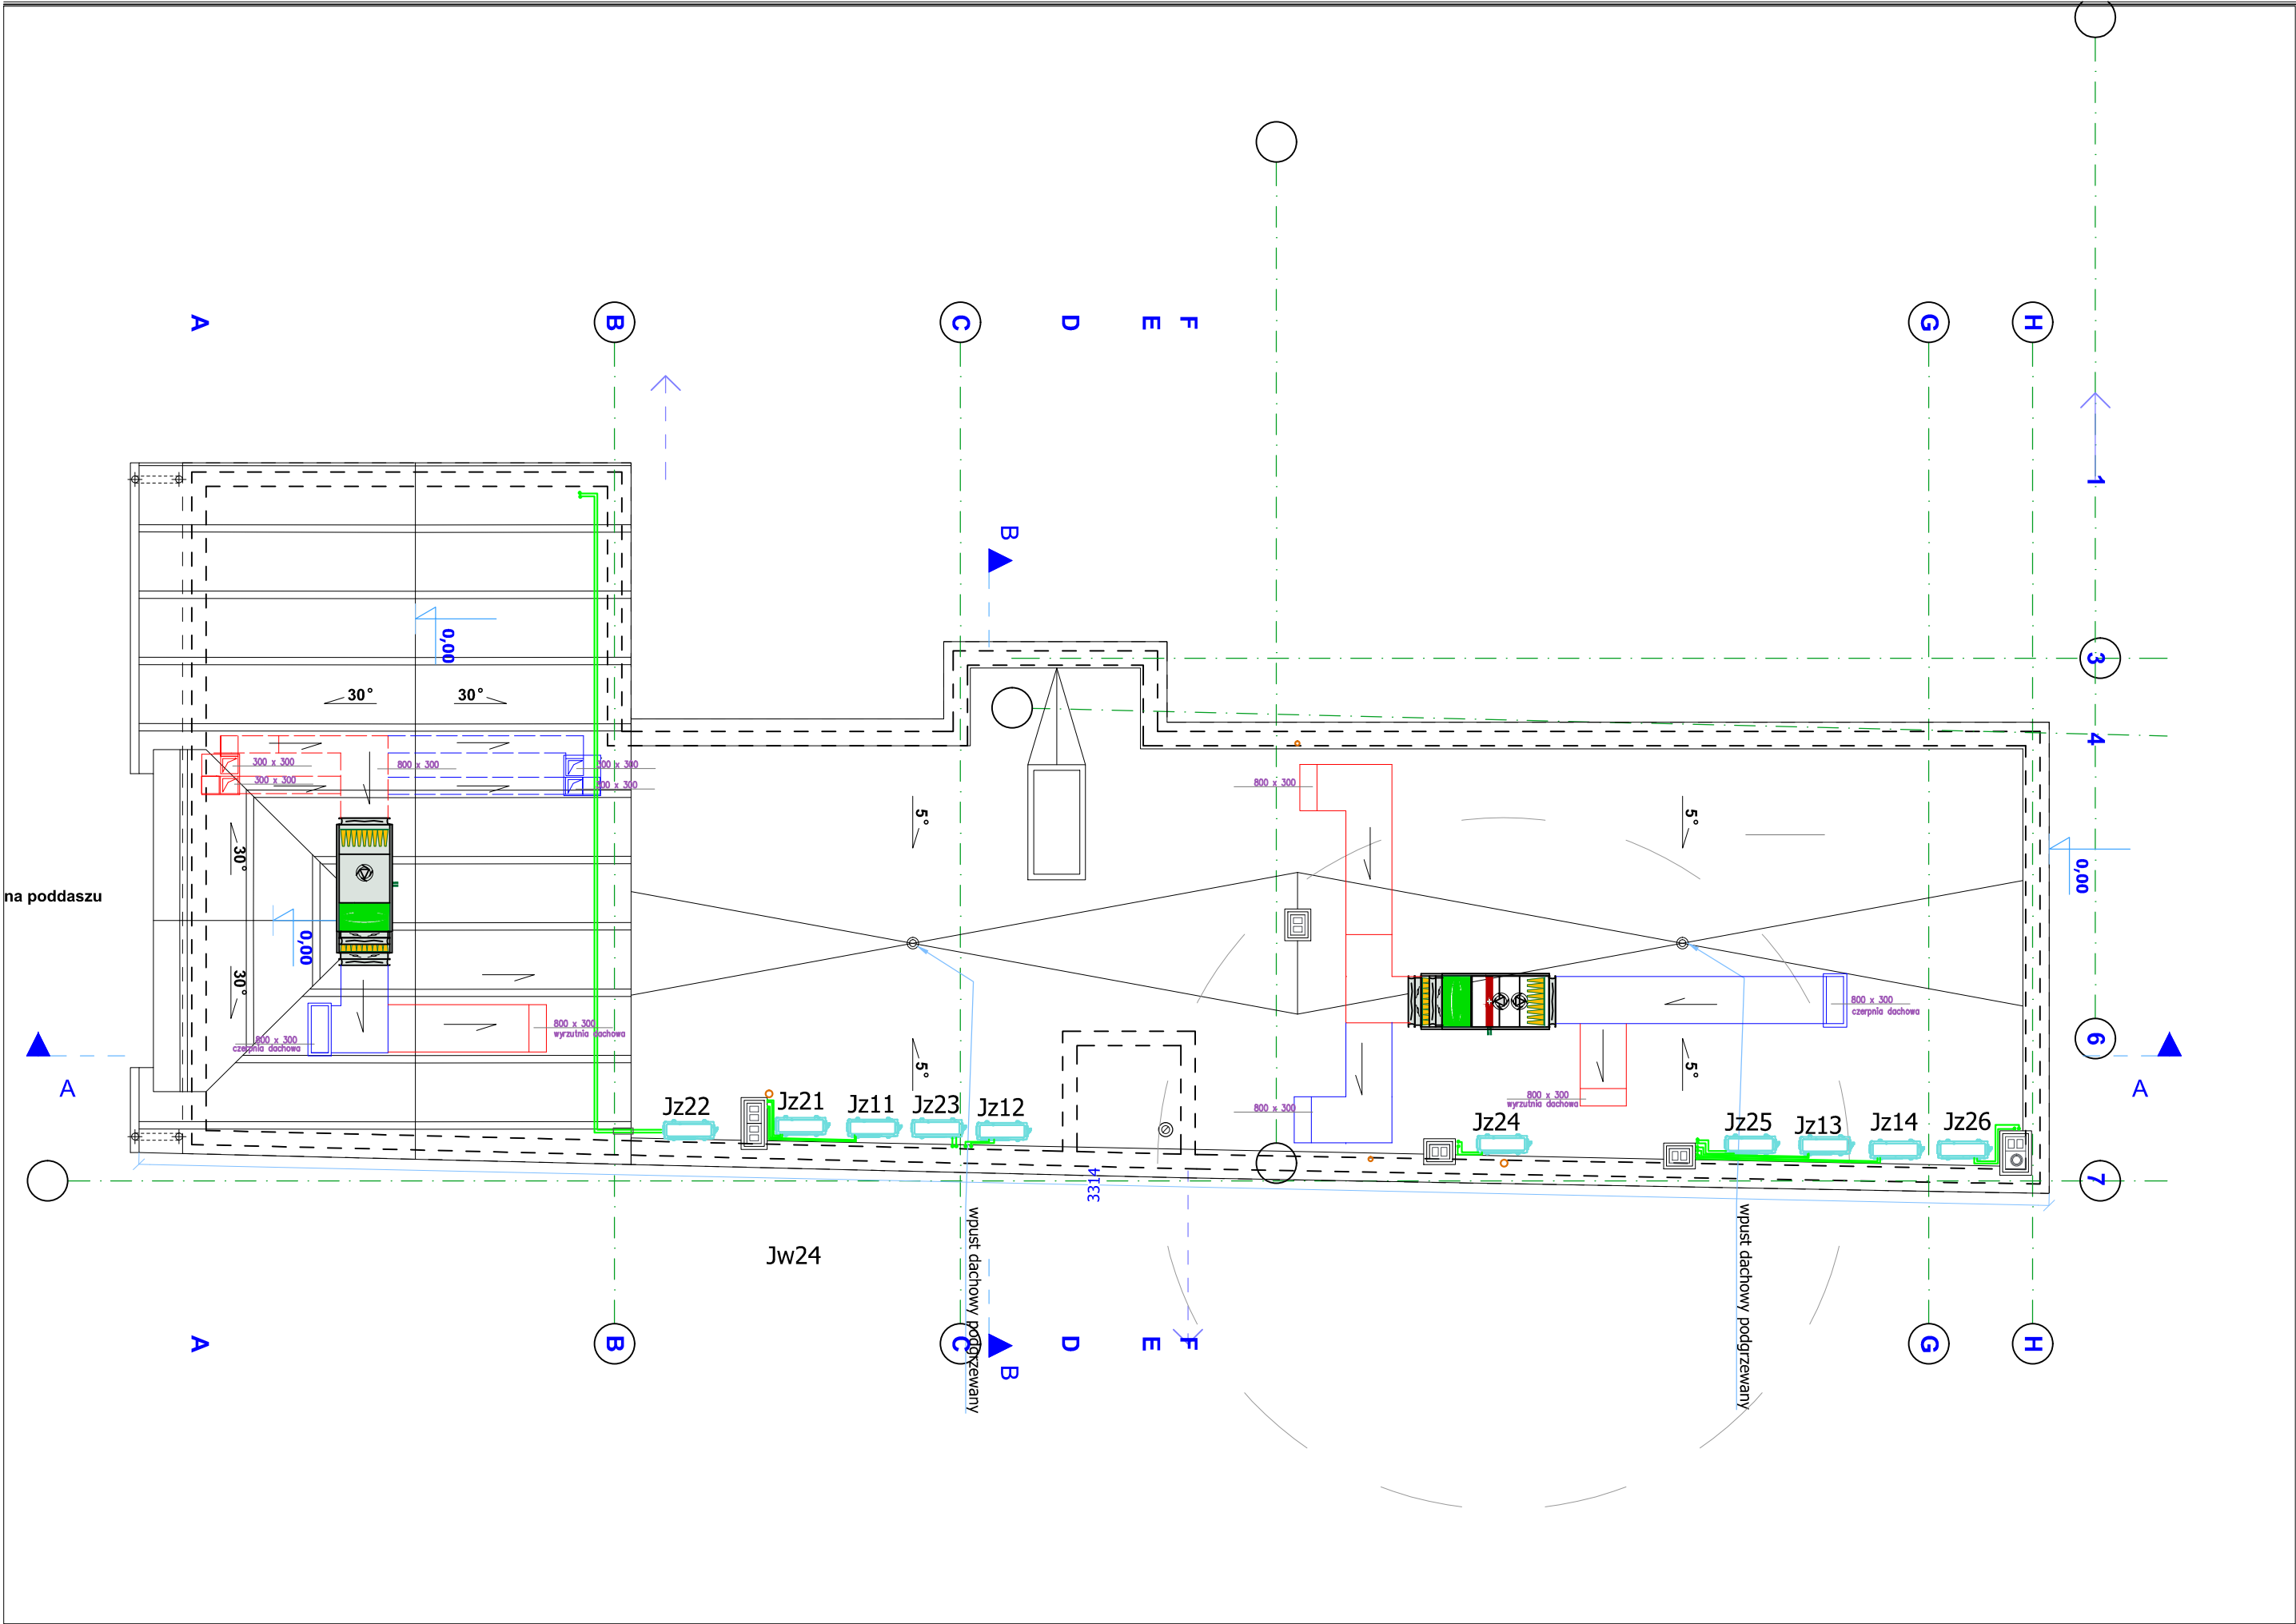 A
B
C
D
E
F
G
H
1
B
0,00
30°
30°
3
4
300 x 300
800 x 300
300 x 300
300 x 300
300 x 300
800 x 300
5°
5°
30°
0,00
na poddaszu
0,00
30°
800 x 300
wyrzutnia dachowa
800 x 300
czerpnia dachowa
800 x 300
czerpnia dachowa
5°
5°
6
A
A
800 x 300
800 x 300
wyrzutnia dachowa
Jz22
Jz21
Jz11
Jz23
Jz12
Jz24
Jz25
Jz13
Jz14
Jz26
3314
7
wpust dachowy podgrzewany
wpust dachowy podgrzewany
Jw24
A
B
C
B
D
E
F
G
H